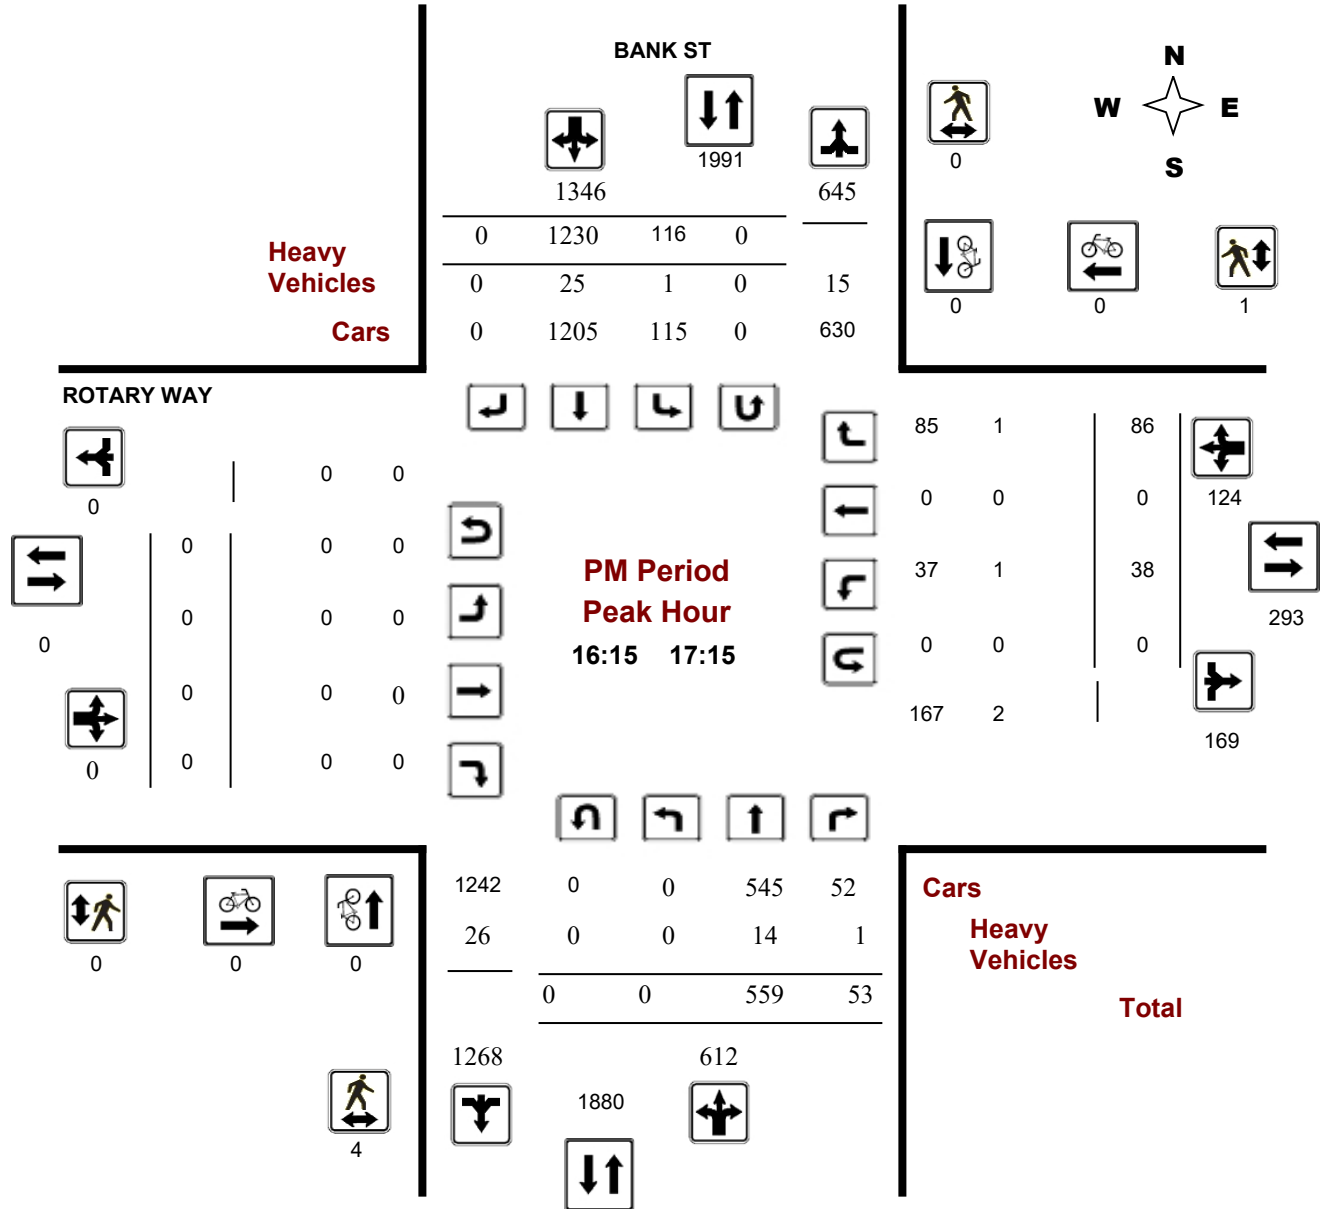 BANK ST
N
W E
S
1991
0
1346 645
0 1230 116 0
Heavy
Vehicles
0 25 1 0 15
0 0 1
Cars 0 1205 115 0 630
ROTARY WAY
85 1 86
0 0
0 0 0 124
0
0 0 0
PM Period
Peak Hour
16:15 17:15
37 1 38
293
0 0 0
0 0 0 0
0
0 0 0
167 2
169
0
0 0 0
1242 0 0 545 52
Cars
26 0 0 14 1
Heavy
Vehicles
0 0 0
0 0 559 53
Total
1268 612
1880
4